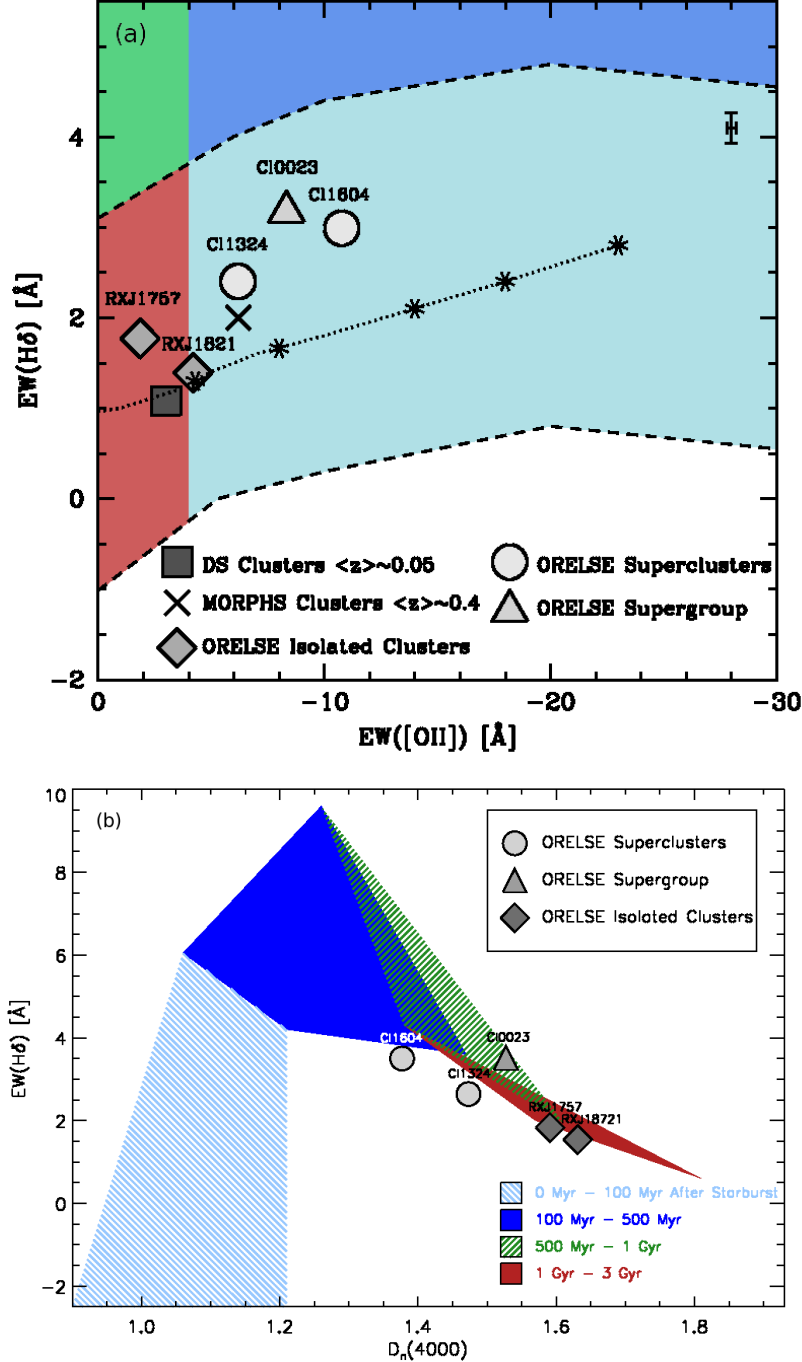 (a)
4
2
0
-2
EW(Hδ) [Å]
Cl0023
Cl1604
Cl1324
RXJ1757
RXJ1821
DS Clusters <z>~0.05
MORPHS Clusters <z>~0.4
ORELSE Isolated Clusters
ORELSE Superclusters
ORELSE Supergroup
0
-10
-20
-30
EW([OII]) [Å]
(b)
10
8
6
4
2
0
-2
EW(Hδ) [Å]
ORELSE Superclusters
ORELSE Supergroup
ORELSE Isolated Clusters
Cl1604
Cl0023
Cl1324
RXJ1757
RXJ18721
0 Myr - 100 Myr After Starburst
100 Myr - 500 Myr
500 Myr - 1 Gyr
1 Gyr - 3 Gyr
1.0
1.2
1.4
1.6
1.8
Dn(4000)